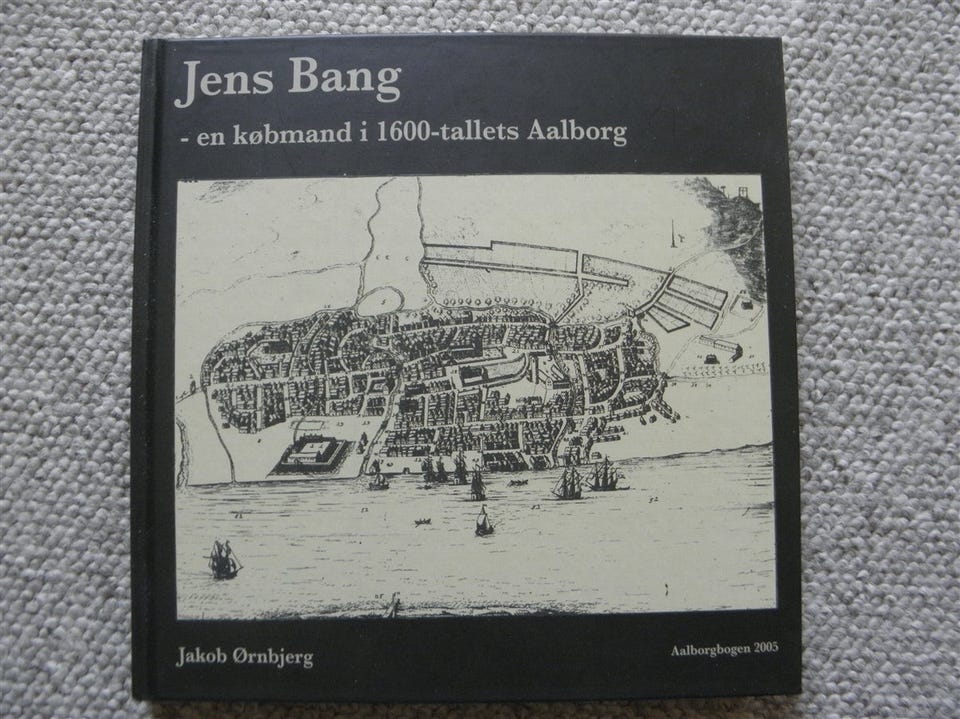 Jens Bang
- en købmand i 1600-tallets Aalborg
Jakob Ørnbjerg
Aalborgbogen 2005